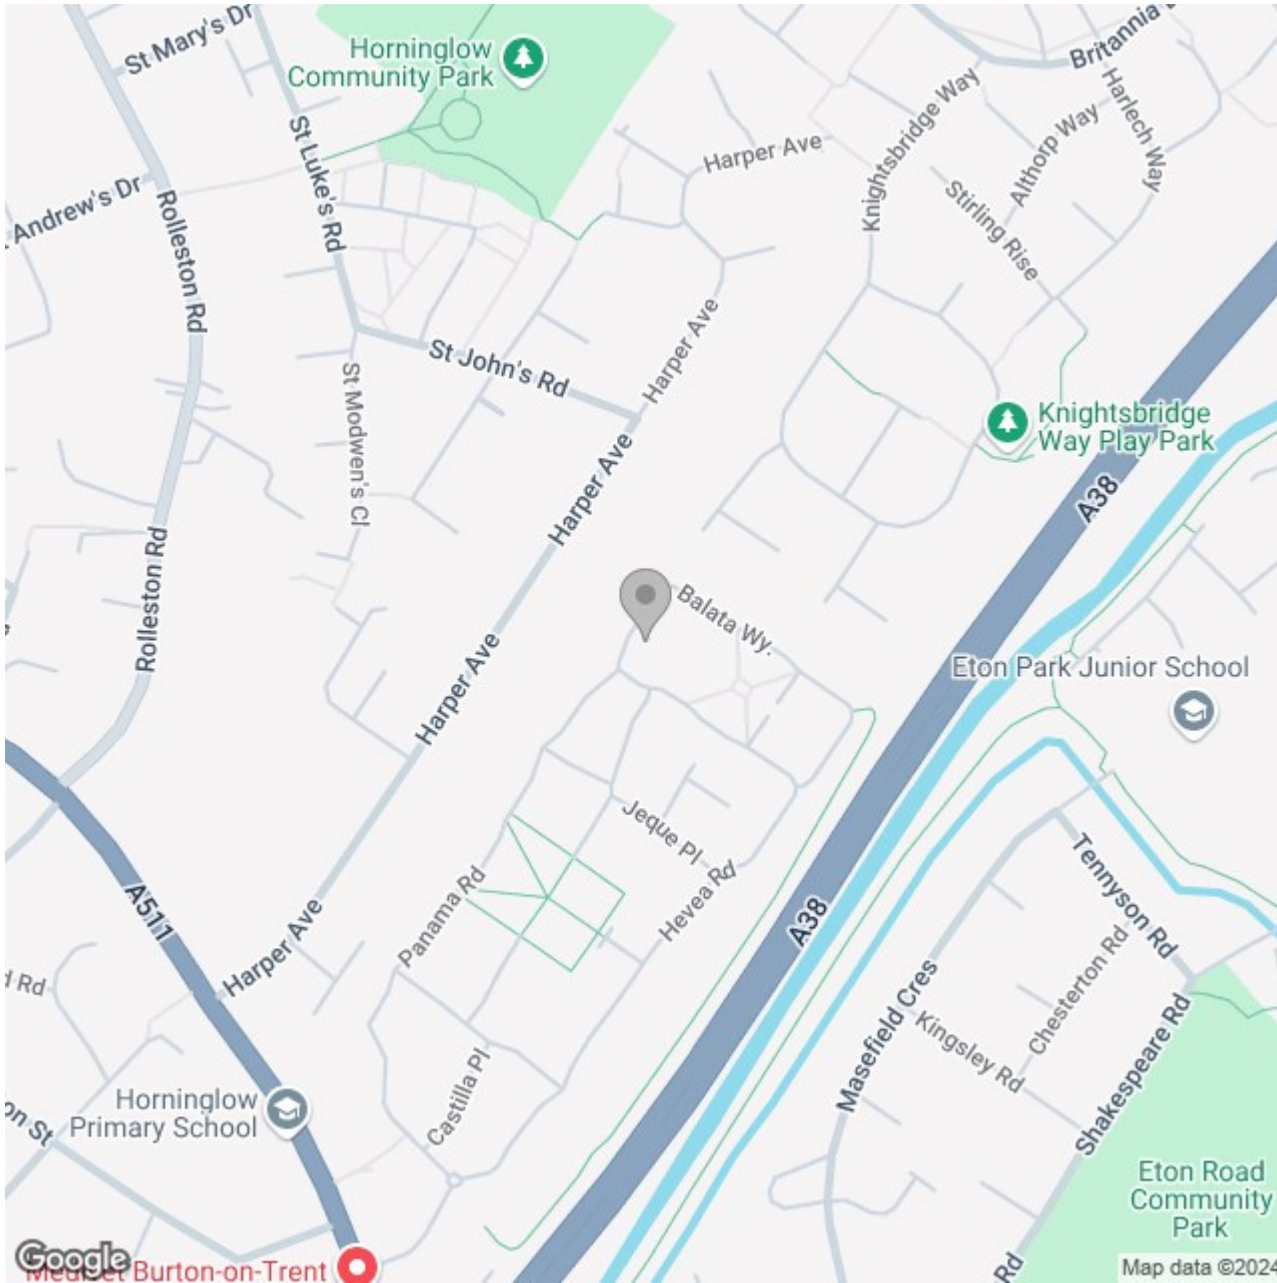 St Mary's Dr
Horninglow
Community Park
Britannia
St Luke's Rd
Harper Ave
Knightsbridge Way
Althorp Way
Harlech Way
Andrew's Dr
Rolleston Rd
Stirling Rise
St John's Rd
Harper Ave
St Modwen's Cl
Knightsbridge
Way Play Park
Harper Ave
A38
Rolleston Rd
Balata Wy.
Eton Park Junior School
Harper Ave
Jeque Pl
Tennyson Rd
A511
Panama Rd
Hevea Rd
A38
Harper Ave
Chesterton Rd
d Rd
Masefield Cres
Kingsley Rd
Shakespeare Rd
Castilla Pl
Horninglow
Primary School
on St
Eton Road
Community
Park
Google
Burton-on-Trent
Rd
Map data ©2024